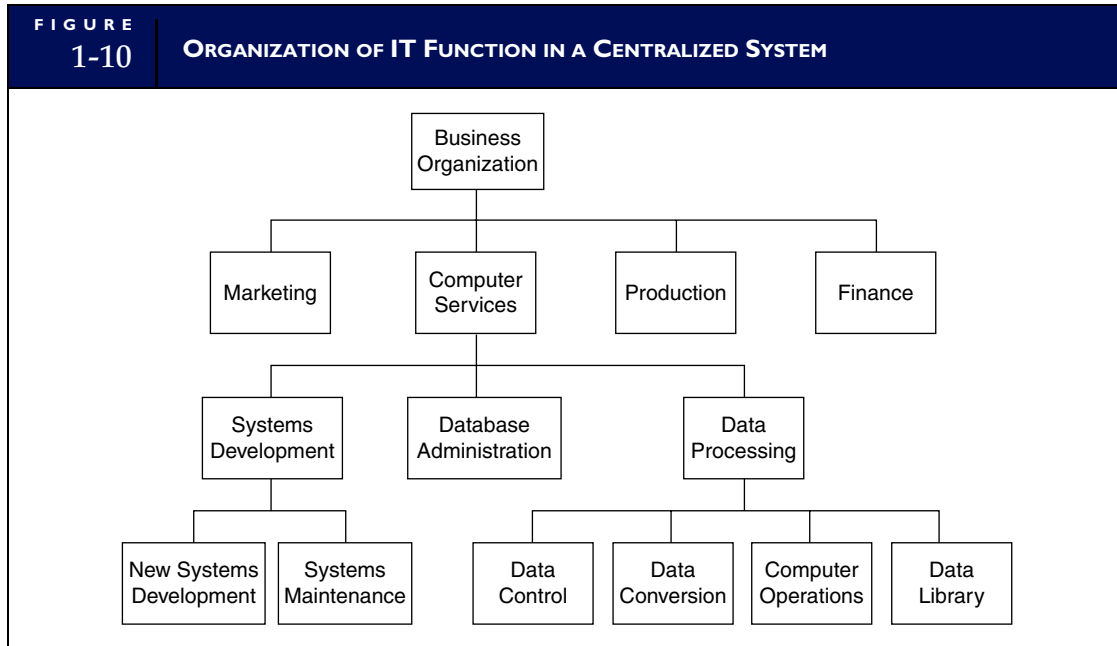 FIGURE
1-10
ORGANIZATION OF IT FUNCTION IN A CENTRALIZED SYSTEM
Business
Organization
Marketing
Computer
Services
Production
Finance
Systems
Development
Database
Administration
Data
Processing
New Systems
Development
Systems
Maintenance
Data
Control
Data
Conversion
Computer
Operations
Data
Library